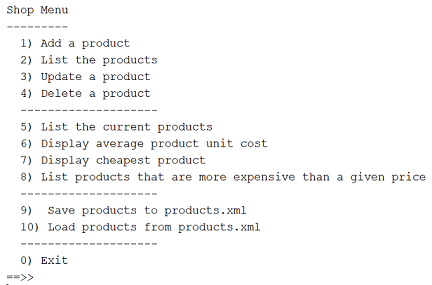 Shop Menu
---------
  1) Add a product
  2) List the products
  3) Update a product
  4) Delete a product
  --------------------
  5) List the current products
  6) Display average product unit cost
  7) Display cheapest product
  8) List products that are more expensive than a given price
  --------------------
  9)  Save products to products.xml
  10) Load products from products.xml
  --------------------
  0) Exit
==>>